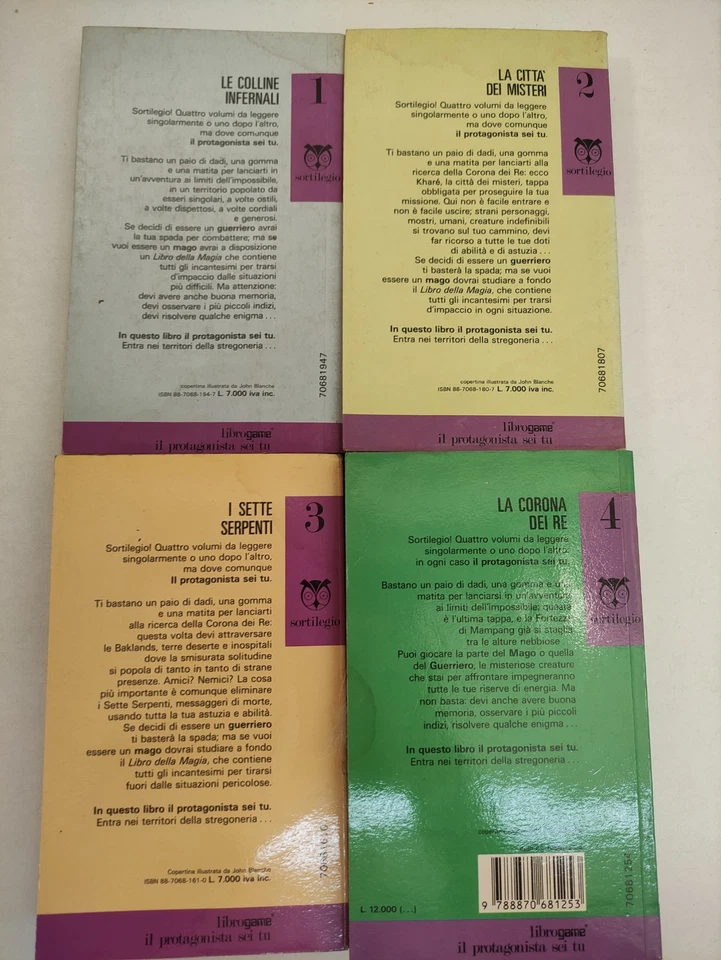 LE COLLINE
INFERNALI
1
Sortilegio! Quattro volumi da leggere
singolarmente o uno dopo l'altro,
ma dove comunque
il protagonista sei tu.
sortilegio
Ti bastano un paio di dadi, una gomma
e una matita per lanciarti in
un'avventura ai limiti dell'impossibile,
in un territorio popolato da
esseri singolari, a volte ostili,
a volte dispettosi, a volte cordiali
e generosi.
Se decidi di essere un guerriero avrai
la tua spada per combattere; ma se
vuoi essere un mago avrai a disposizione
un Libro della Magia che contiene
tutti gli incantesimi per trarsi
d'impaccio dalle situazioni
più difficili. Ma attenzione:
devi avere anche buona memoria,
devi osservare i più piccoli indizi,
devi risolvere qualche enigma...
In questo libro il protagonista sei tu.
Entra nei territori della stregoneria...
70681947
copertina illustrata da John Blanche
ISBN 88-7068-194-7 L. 7.000 iva inc.
librogame
il protagonista sei tu
LA CITTA'
DEI MISTERI
2
Sortilegio! Quattro volumi da leggere
singolarmente o uno dopo l'altro,
ma dove comunque
il protagonista sei tu.
sortilegio
Ti bastano un paio di dadi, una gomma
e una matita per lanciarti alla
ricerca della Corona dei Re: ecco
Kharé, la città dei misteri, tappa
obbligata per proseguire la tua
missione. Qui non è facile entrare e
non è facile uscire; strani personaggi,
mostri, umani, creature indefinibili
si trovano sul tuo cammino, devi
far ricorso a tutte le tue doti
di abilità e di astuzia...
Se decidi di essere un guerriero
ti basterà la spada; ma se vuoi
essere un mago dovrai studiare a fondo
il Libro della Magia, che contiene
tutti gli incantesimi per trarsi
d'impaccio in ogni situazione.
In questo libro il protagonista sei tu.
Entra nei territori della stregoneria...
70681807
copertina illustrata da John Blanche
ISBN 88-7068-180-7 L. 7.000 iva inc.
librogame
il protagonista sei tu
I SETTE
SERPENTI
3
Sortilegio! Quattro volumi da leggere
singolarmente o uno dopo l'altro,
ma dove comunque
Il protagonista sei tu.
sortilegio
Ti bastano un paio di dadi, una gomma
e una matita per lanciarti
alla ricerca della Corona dei Re:
questa volta devi attraversare
le Baklands, terre deserte e inospitali
dove la smisurata solitudine
si popola di tanto in tanto di strane
presenze. Amici? Nemici? La cosa
più importante è comunque eliminare
i Sette Serpenti, messaggeri di morte,
usando tutta la tua astuzia e abilità.
Se decidi di essere un guerriero
ti basterà la spada; ma se vuoi
essere un mago dovrai studiare a fondo
il Libro della Magia, che contiene
tutti gli incantesimi per tirarsi
fuori dalle situazioni pericolose.
In questo libro il protagonista sei tu.
Entra nei territori della stregoneria...
Copertina illustrata da John Blanche
ISBN 88-7068-161-0 L. 7.000 iva inc.
librogame
il protagonista sei tu
LA CORONA
DEI RE
4
Sortilegio! Quattro volumi da leggere
singolarmente o uno dopo l'altro:
in ogni caso il protagonista sei tu.
sortilegio
Bastano un paio di dadi, una gomma e una
matita per lanciarsi in un'avventura
ai limiti dell'impossibile: questa
è l'ultima tappa, e la Fortezza
di Mampang già si staglia
tra le alture nebbiose...
Puoi giocare la parte del Mago o quella
del Guerriero, le misteriose creature
che stai per affrontare impegneranno
tutte le tue riserve di energia. Ma
non basta: devi anche avere buona
memoria, osservare i più piccoli
indizi, risolvere qualche enigma...
In questo libro il protagonista sei tu.
Entra nei territori della stregoneria...
70681254
L. 12.000 (...)
9 788870 681253
librogame
il protagonista sei tu